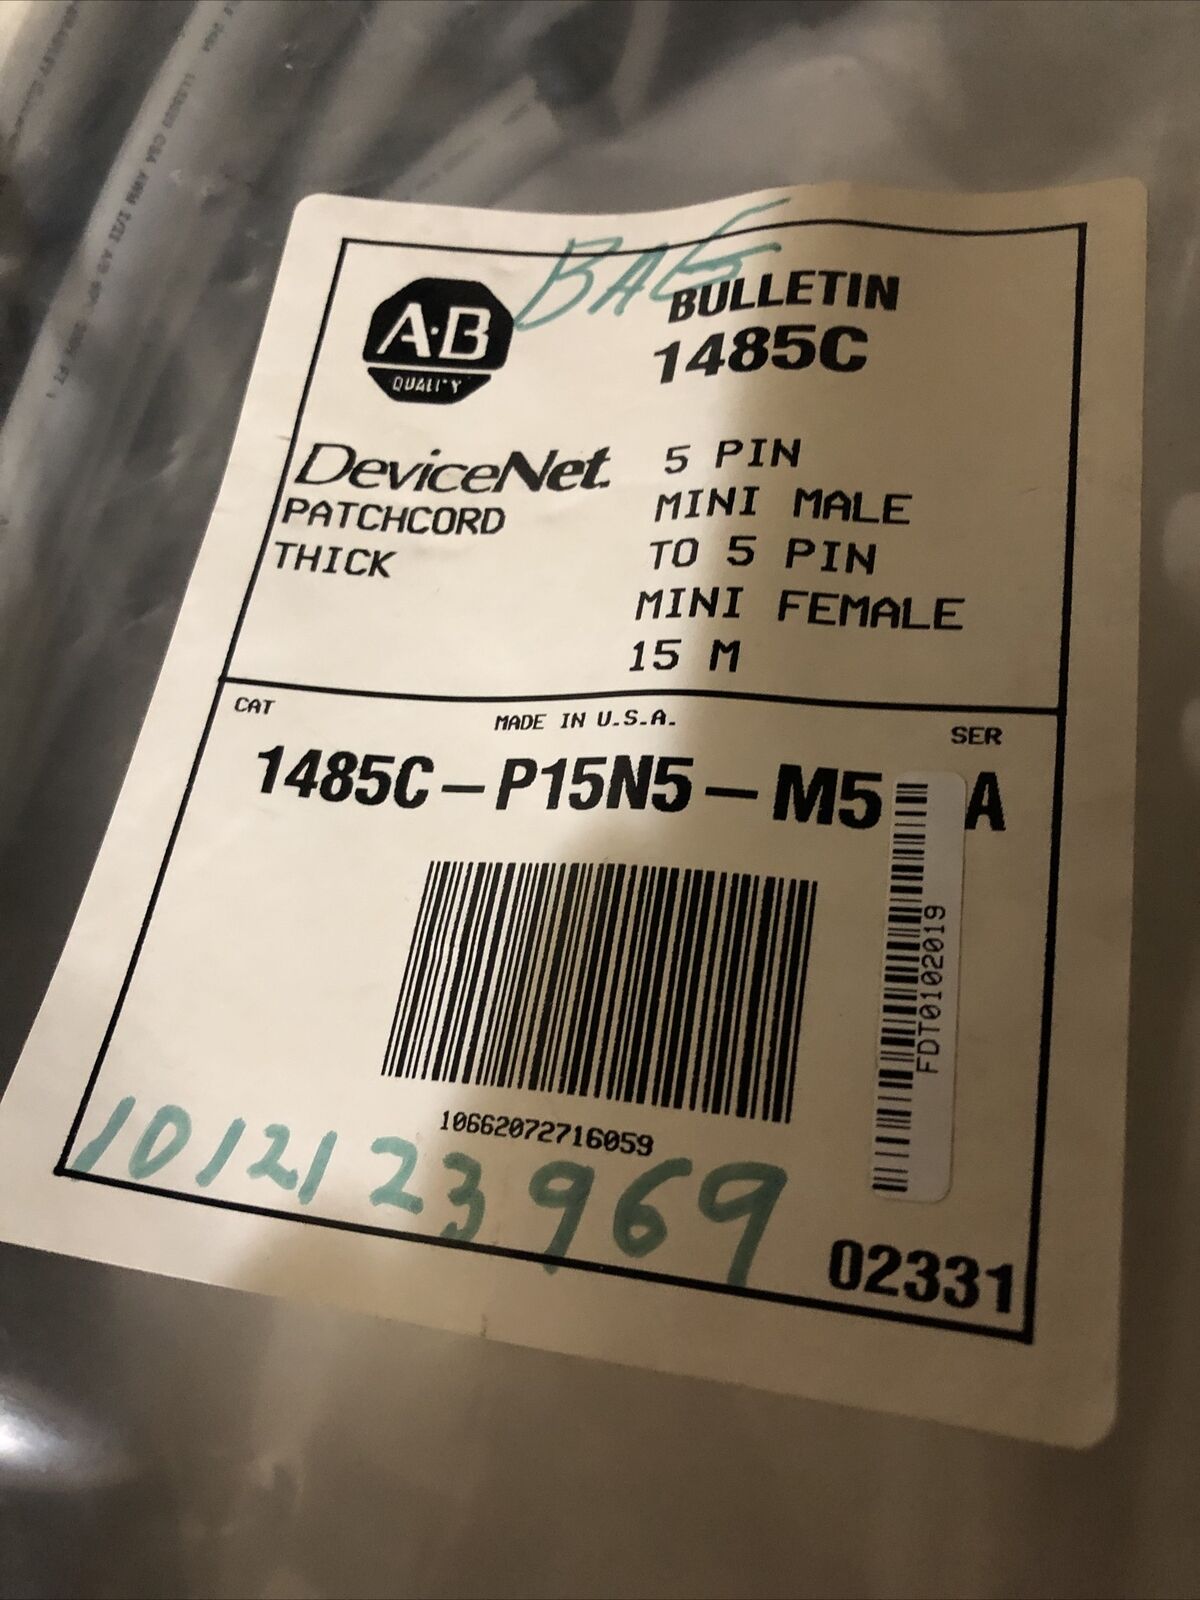 BAG
A·B
QUALITY
BULLETIN
1485C
DeviceNet.
PATCHCORD
THICK
5 PIN
MINI MALE
TO 5 PIN
MINI FEMALE
15 M
CAT
MADE IN U.S.A.
SER
1485C-P15N5-M5
A
FDT0102019
10662072716059
1012123969
02331